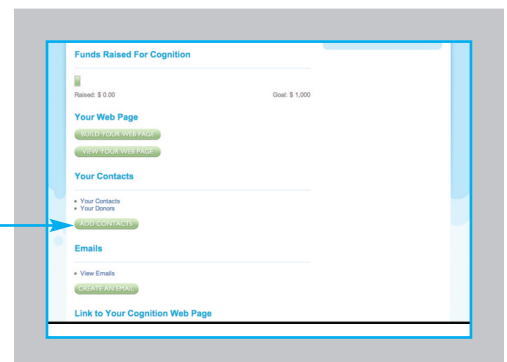 Funds Raised For Cognition
Raised: $ 0.00 Goal: $ 1,000
Your Web Page
BUILD YOUR WEB PAGE
VIEW YOUR WEB PAGE
Your Contacts
• Your Contacts
• Your Donors
ADD CONTACTS
Emails
• View Emails
CREATE AN EMAIL
Link to Your Cognition Web Page